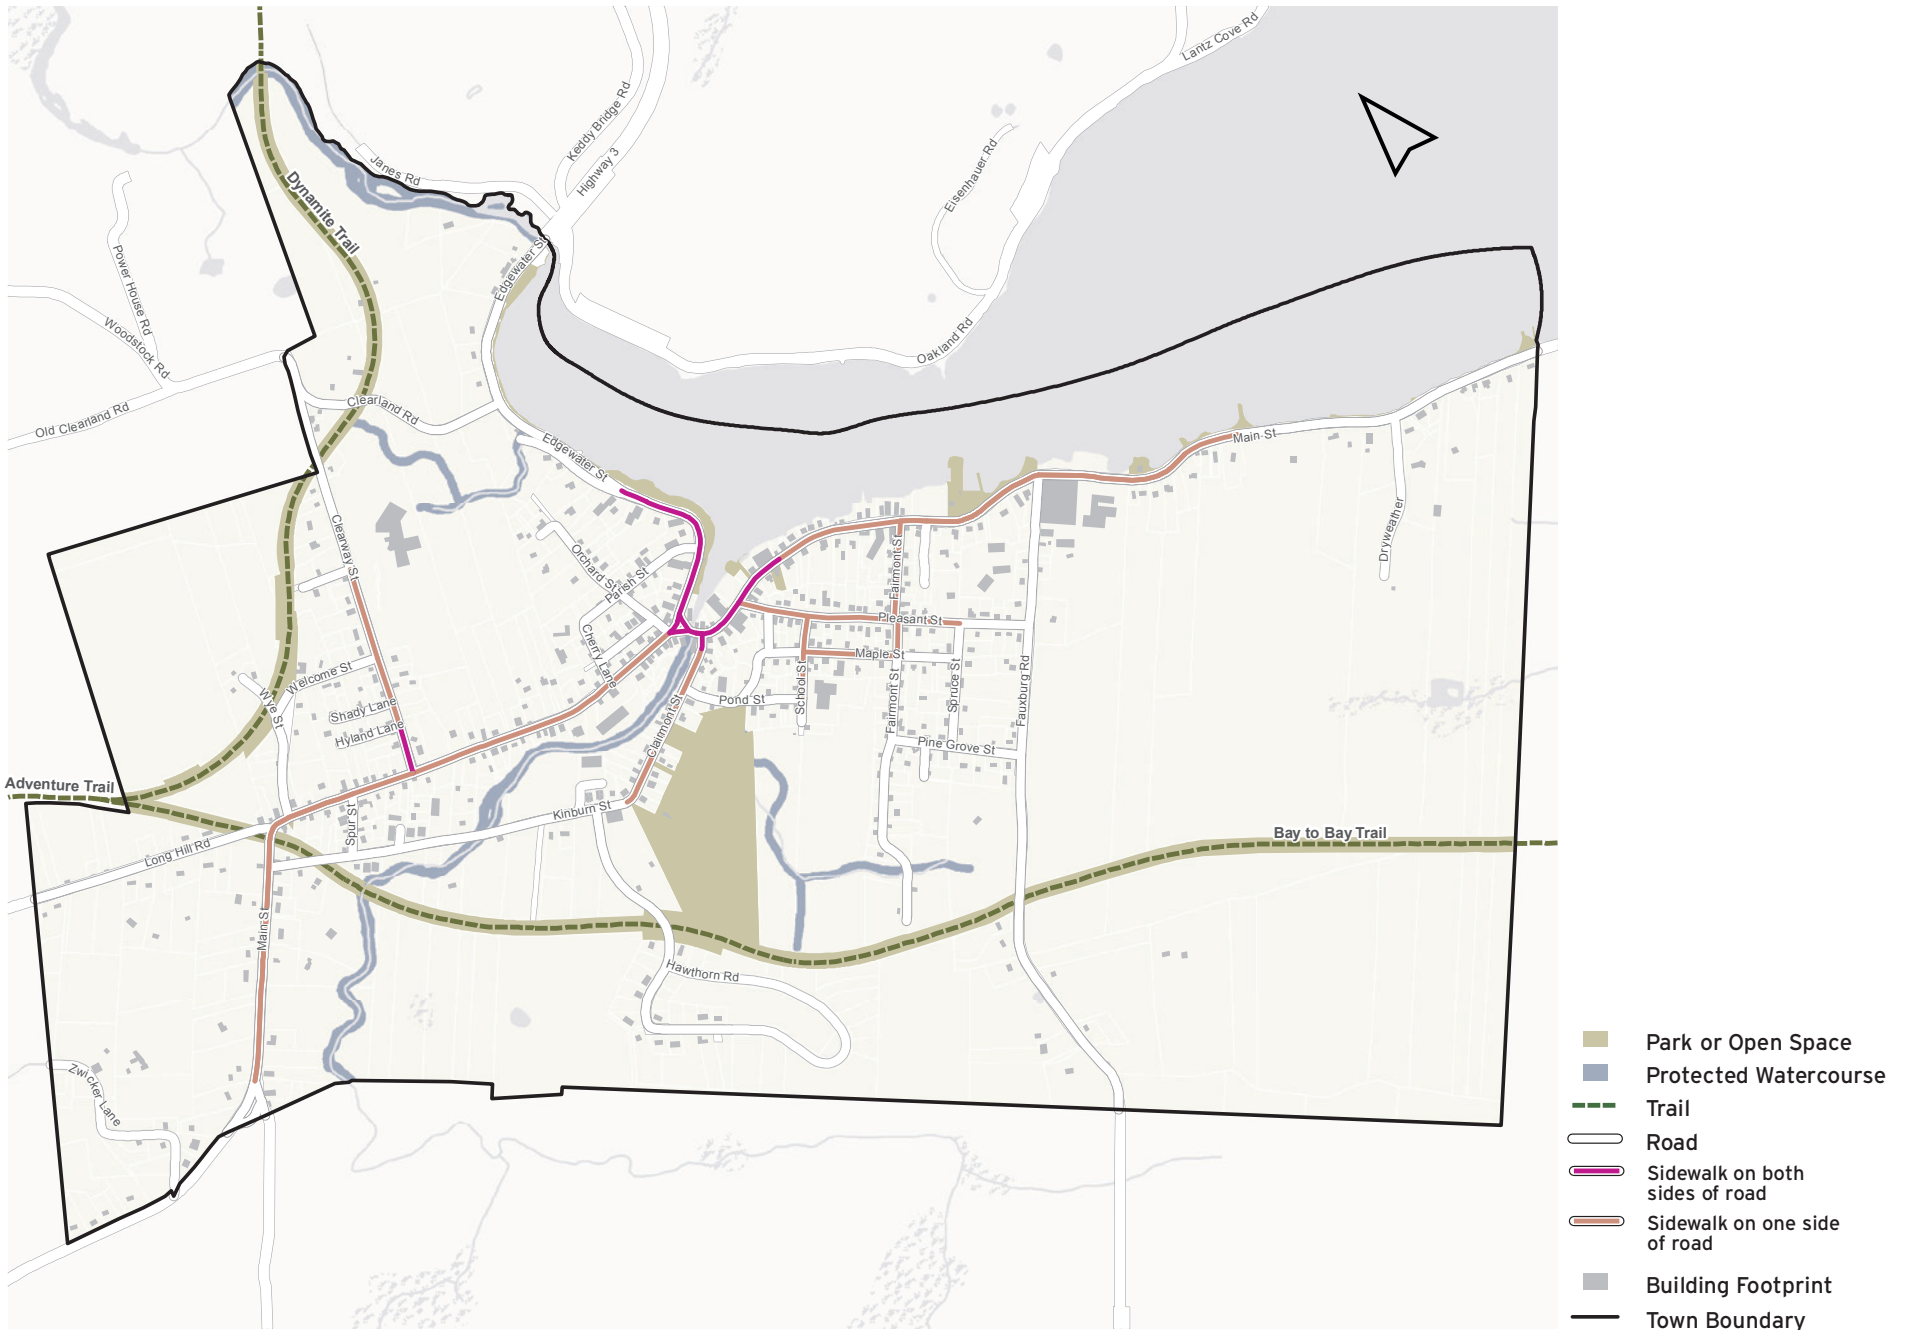 Lantz Cove Rd
Keddy Bridge Rd
Highway 3
Janes Rd
Eisenhauer Rd
Dynamite Trail
Edgewater St
Power House Rd
Woodstock Rd
Oakland Rd
Clearland Rd
Old Clearland Rd
Edgewater St
Main St
Clearway St
Dryweather
Orchard St
Parish St
Fairmont St
Pleasant St
Cherry Lane
Maple St
Welcome St
Wye St
Shady Lane
Hyland Lane
School St
Spruce St
Fairmont St
Fauxburg Rd
Pond St
Clairmont St
Pine Grove St
Adventure Trail
Kinburn St
Spur St
Long Hill Rd
Bay to Bay Trail
Main St
Hawthorn Rd
Zwicker Lane
Park or Open Space
Protected Watercourse
Trail
Road
Sidewalk on both
sides of road
Sidewalk on one side
of road
Building Footprint
Town Boundary